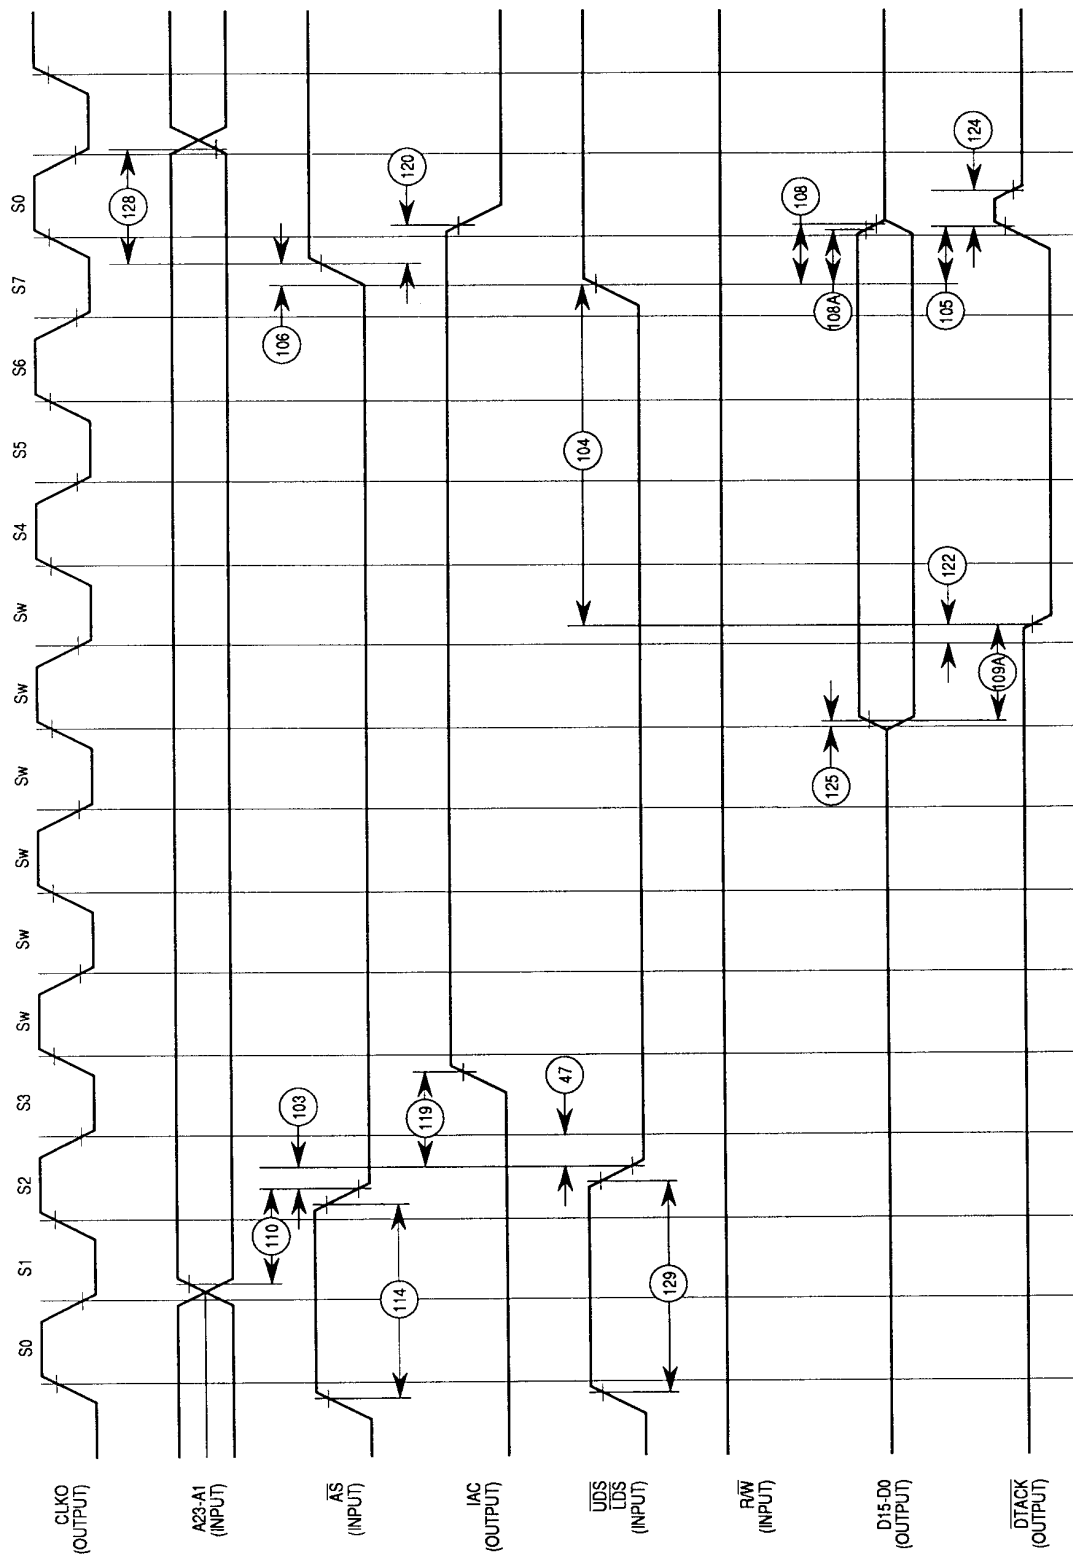 S0 S1 S2 S3 Sw Sw Sw Sw Sw S4 S5 S6 S7 S0
CLKO
(OUTPUT)
A23-A1
(INPUT)
128
110
103
106
AS
(INPUT)
114
120
IAC
(OUTPUT)
119
47
104
UDS
LDS
(INPUT)
129
R/W
(INPUT)
125
108A
108
D15-D0
(OUTPUT)
109A
122
105
124
DTACK
(OUTPUT)